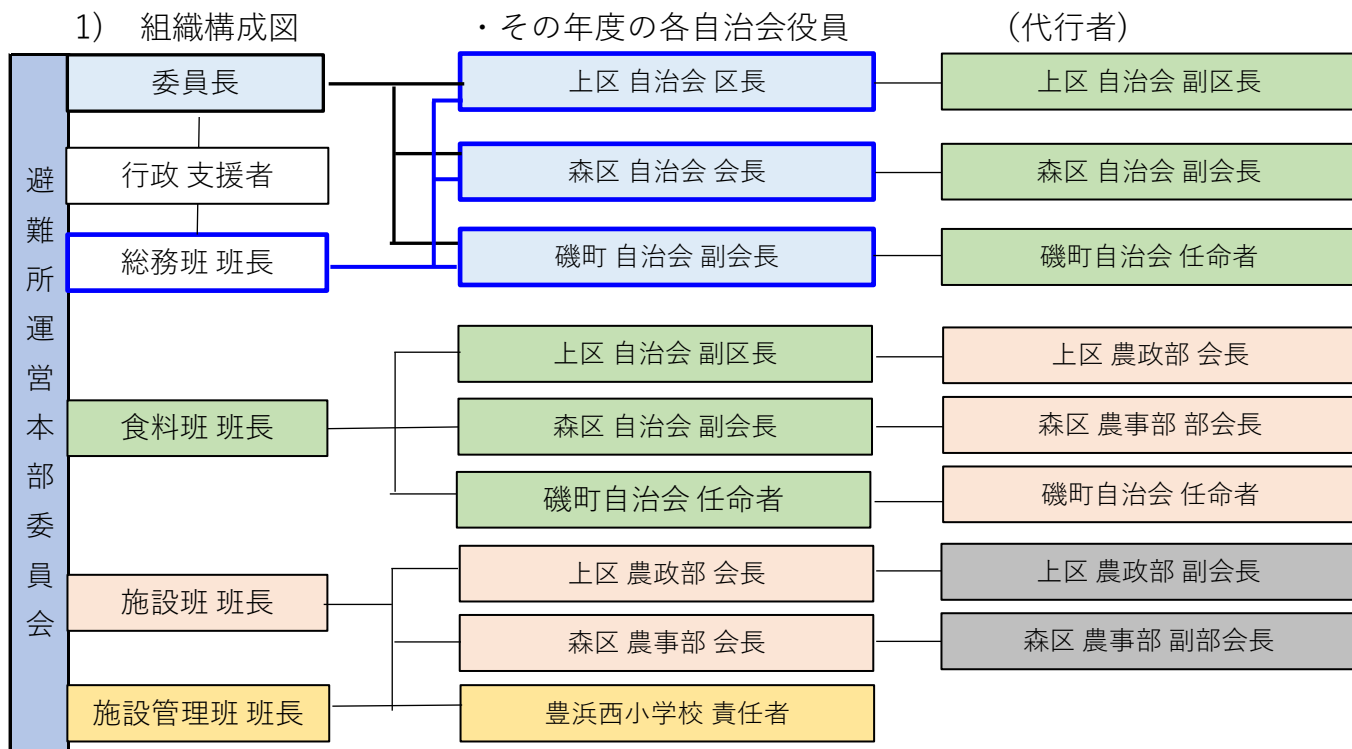 1) 組織構成図 ・その年度の各自治会役員 (代行者)
避難所運営本部委員会
委員長 上区 自治会 区長 上区 自治会 副区長
行政 支援者 森区 自治会 会長 森区 自治会 副会長
総務班 班長 磯町 自治会 副会長 磯町自治会 任命者
上区 自治会 副区長 上区 農政部 会長
食料班 班長 森区 自治会 副会長 森区 農事部 部会長
磯町自治会 任命者 磯町自治会 任命者
施設班 班長 上区 農政部 会長 上区 農政部 副会長
森区 農事部 会長 森区 農事部 副部会長
施設管理班 班長 豊浜西小学校 責任者